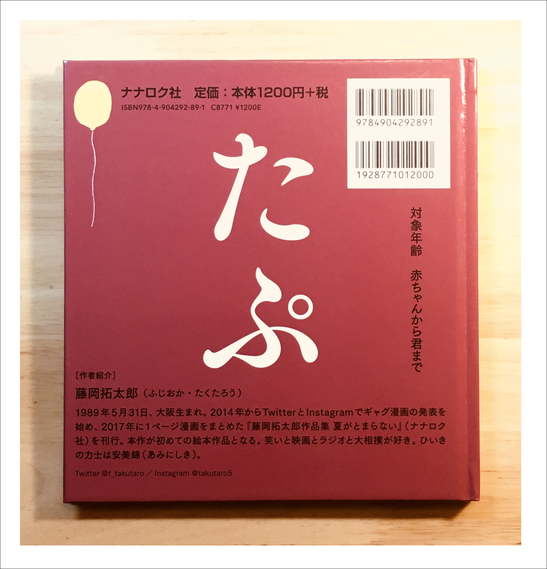 ナナロク社 定価：本体1200円+税
ISBN978-4-904292-89-1 C8771 ¥1200E
9784904292891
1928771012000
たぷ
対象年齢 赤ちゃんから君まで
［作者紹介］
藤岡拓太郎（ふじおか・たくたろう）
1989年5月31日、大阪生まれ。2014年からTwitterとInstagramでギャグ漫画の発表を
始め、2017年に1ページ漫画をまとめた『藤岡拓太郎作品集 夏がとまらない』（ナナロク
社）を刊行。本作が初めての絵本作品となる。笑いと映画とラジオと大相撲が好き。ひいき
の力士は安美錦（あみにしき）。
Twitter @f_takutaro／Instagram @takutaro5